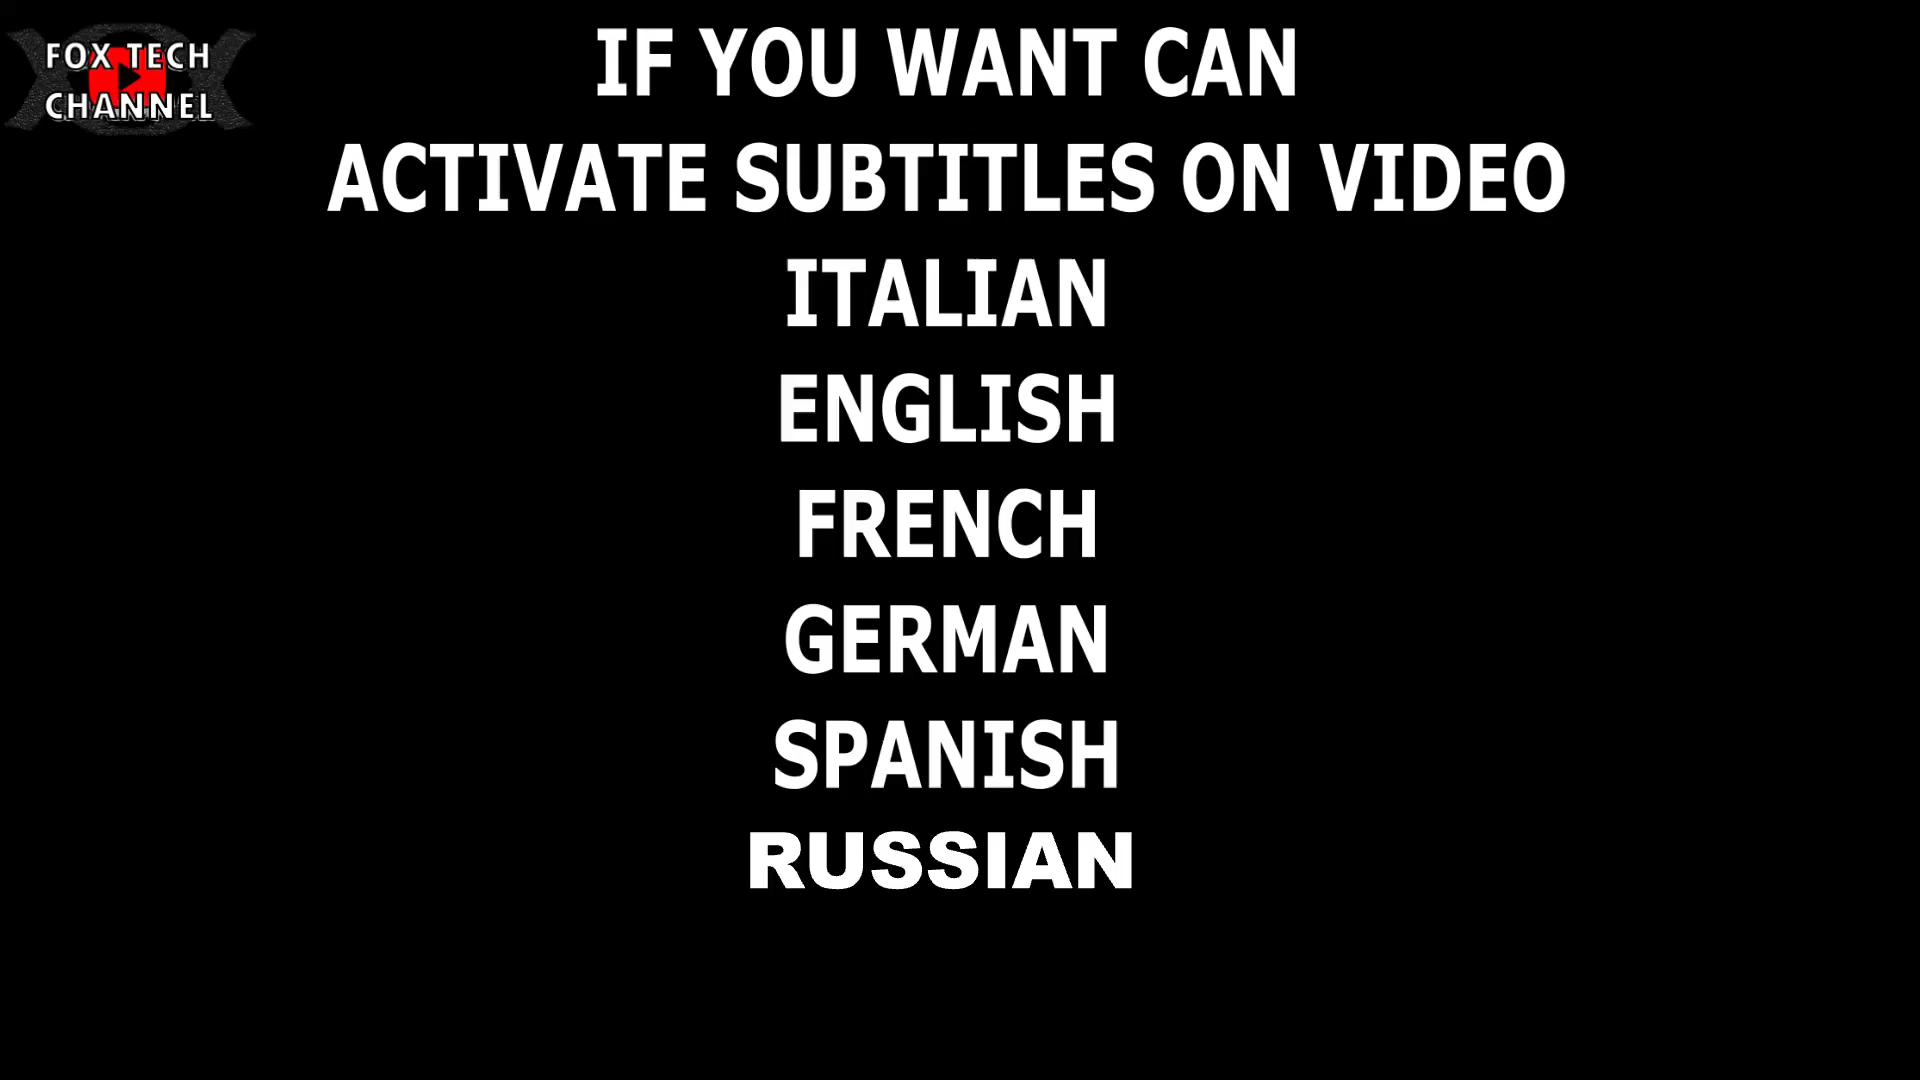 FOX TECH
CHANNEL
IF YOU WANT CAN
ACTIVATE SUBTITLES ON VIDEO
ITALIAN
ENGLISH
FRENCH
GERMAN
SPANISH
RUSSIAN